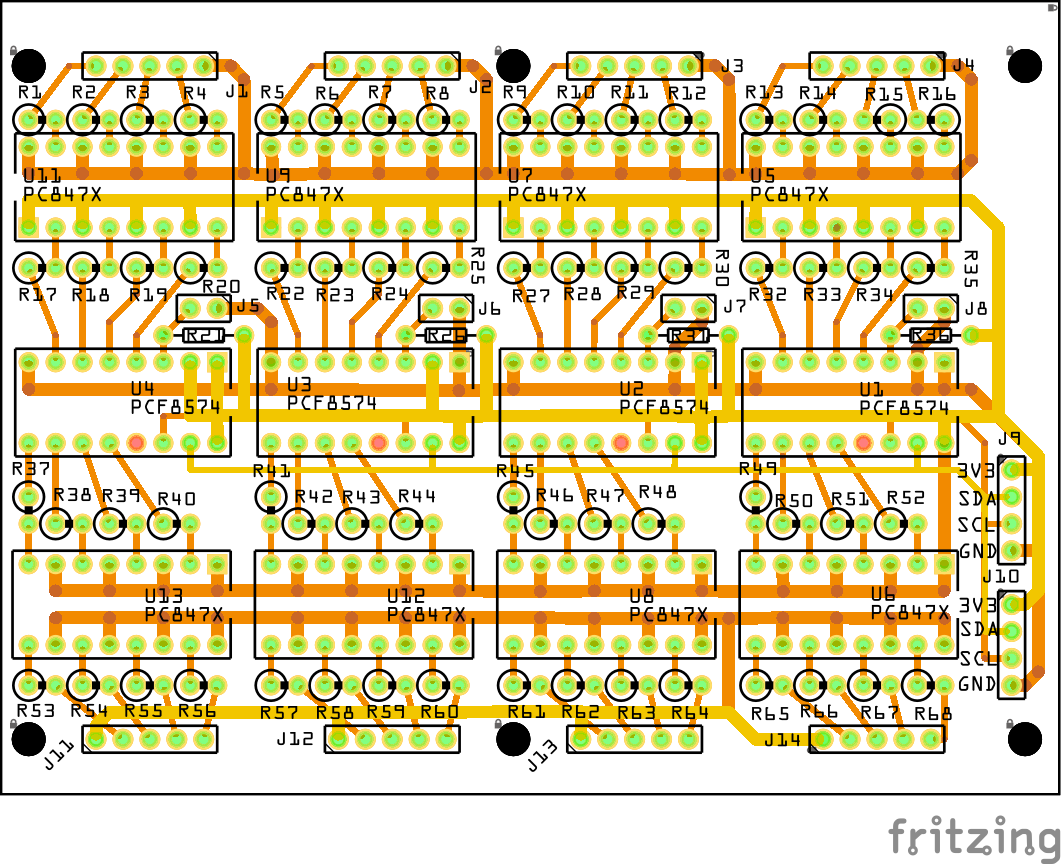 J1 J2 J3 J4
R1 R2 R3 R4 R5 R6 R7 R8 R9 R10 R11 R12 R13 R14 R15 R16
U11 U9 U7 U5
PC847X PC847X PC847X PC847X
R25 R30 R35
R17 R18 R19 R20 R22 R23 R24 R27 R28 R29 R32 R33 R34
J5 J6 J7 J8
R21 R26 R31 R36
U4 U3 U2 U1
PCF8574 PCF8574 PCF8574 PCF8574
J9
R37 R41 R45 R49
3V3
R38 R39 R40 R42 R43 R44 R46 R47 R48 R50 R51 R52
SDA
SCL
GND
J10
U13 U12 U8 U6
PC847X PC847X PC847X PC847X
3V3
SDA
SCL
GND
R53 R54 R55 R56 R57 R58 R59 R60 R61 R62 R63 R64 R65 R66 R67 R68
J11 J12 J13 J14
fritzing